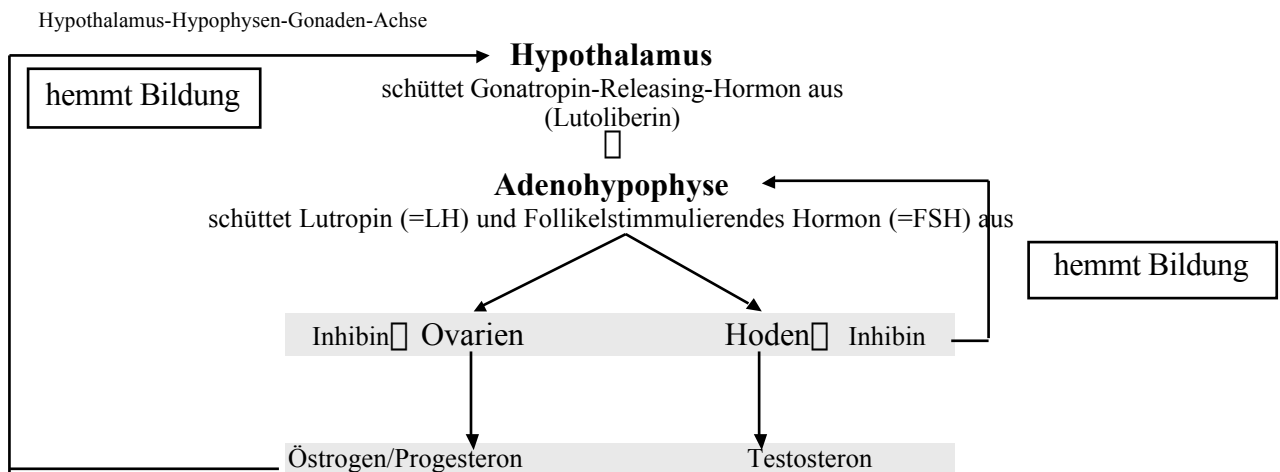 Hypothalamus-Hypophysen-Gonaden-Achse
Hypothalamus
hemmt Bildung
schüttet Gonatropin-Releasing-Hormon aus
(Lutoliberin)
Adenohypophyse
schüttet Lutropin (=LH) und Follikelstimmulierendes Hormon (=FSH) aus
hemmt Bildung
Inhibin Ovarien Hoden Inhibin
Östrogen/Progesteron Testosteron